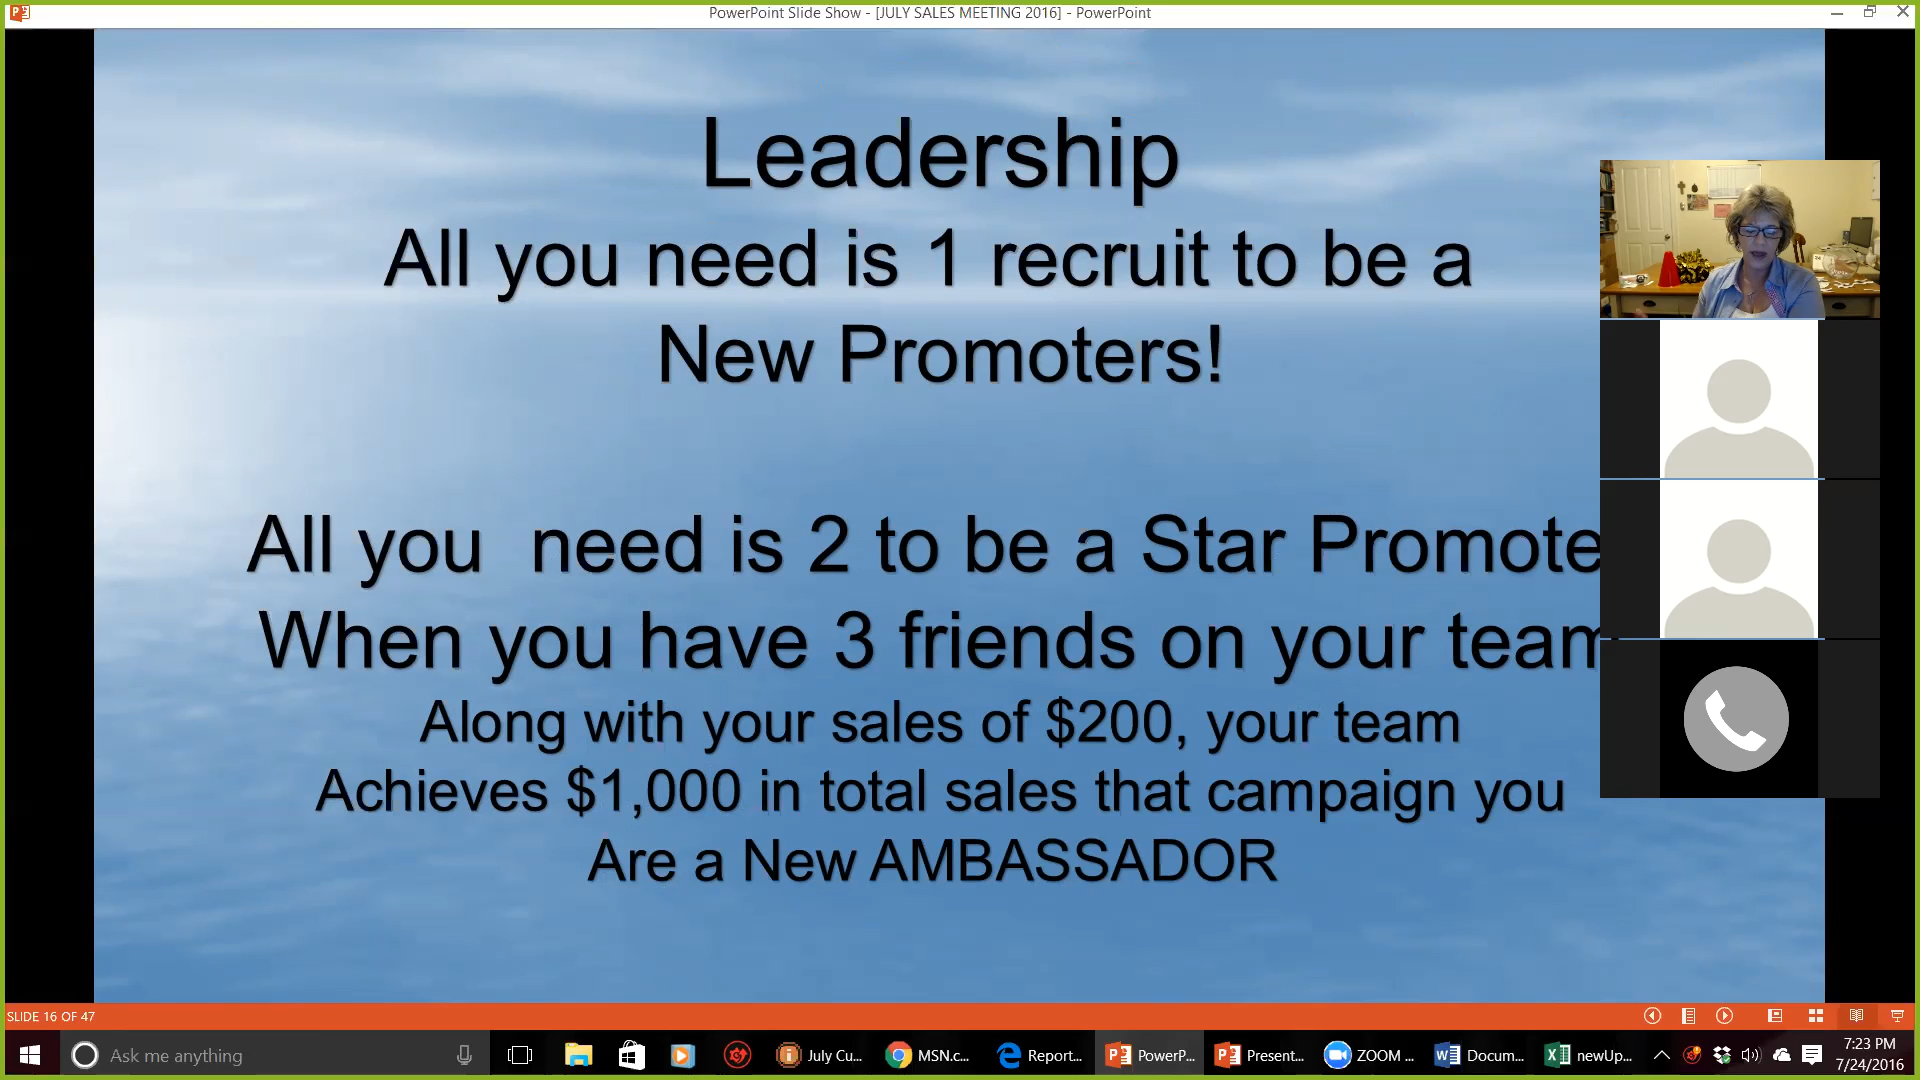 PowerPoint Slide Show - [JULY SALES MEETING 2016] - PowerPoint
Leadership
All you need is 1 recruit to be a
New Promoters!
All you  need is 2 to be a Star Promote
When you have 3 friends on your team
Along with your sales of $200, your team
Achieves $1,000 in total sales that campaign you
Are a New AMBASSADOR
SLIDE 16 OF 47
Ask me anything
July Cu...
MSN.c...
Report...
PowerP...
Present...
ZOOM ...
Docum...
newUp...
7:23 PM
7/24/2016